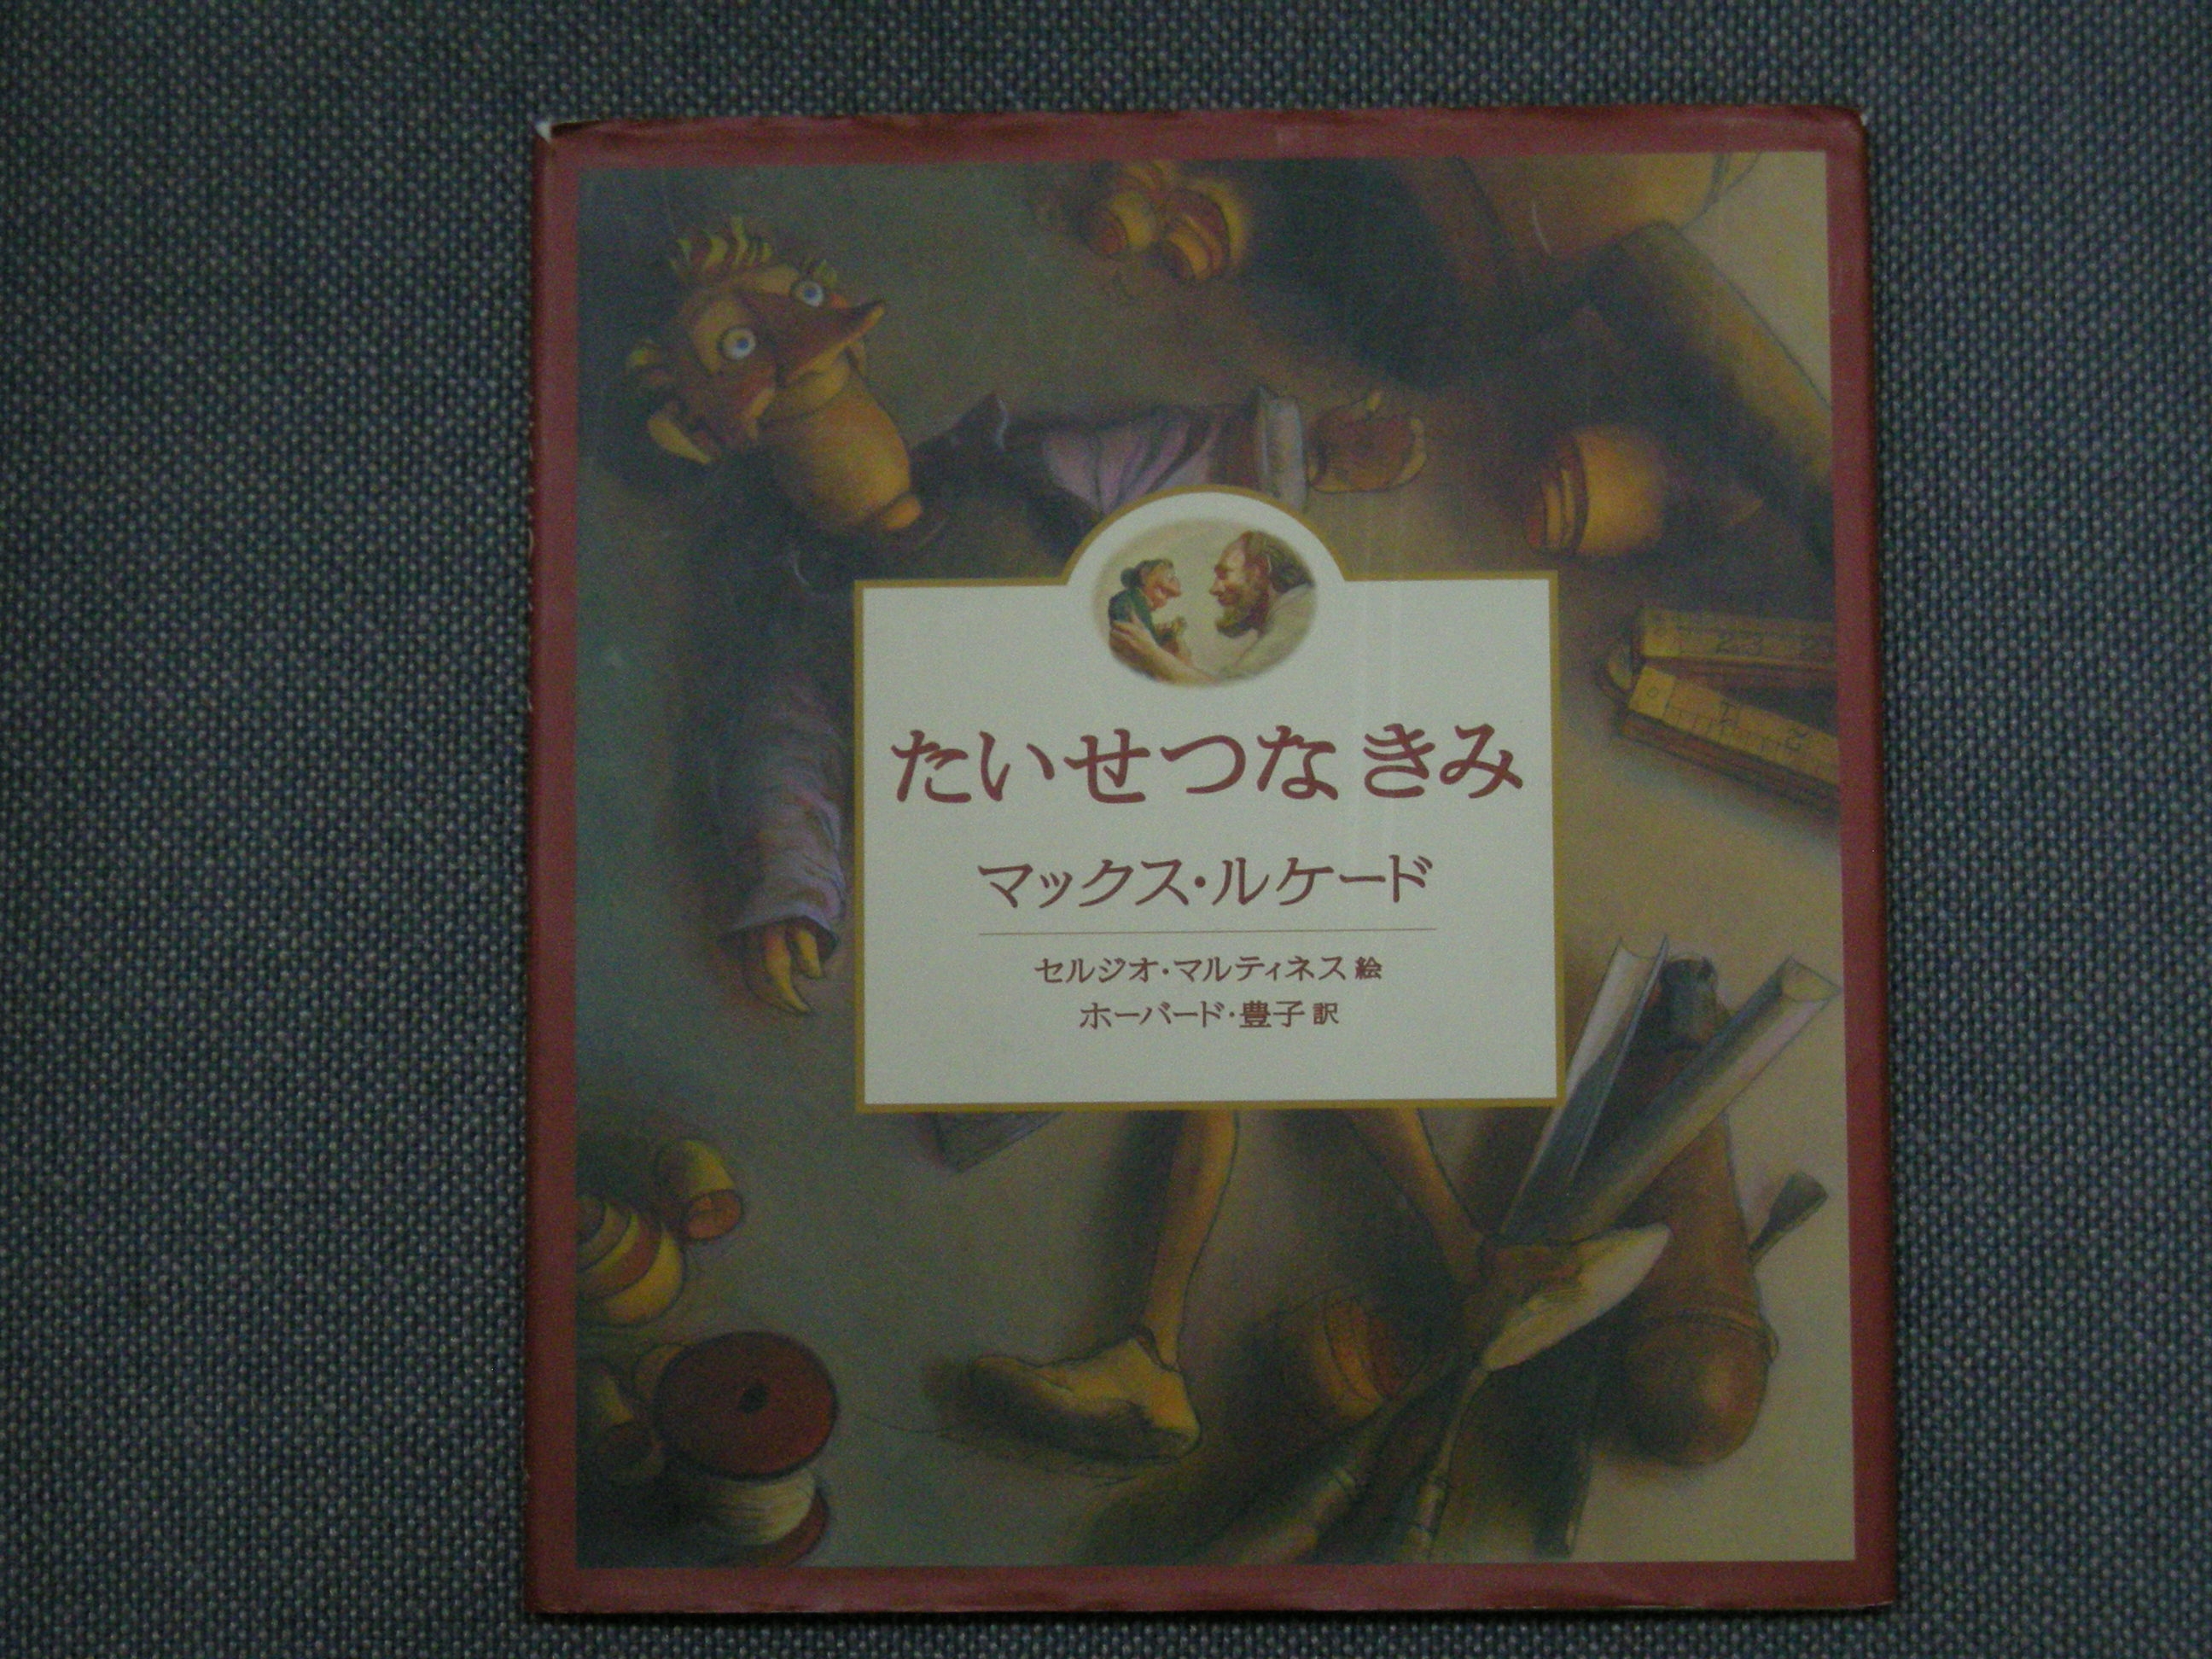 たいせつな きみ
マックス・ルケード
セルジオ・マルティネス 絵
ホーバード・豊子 訳